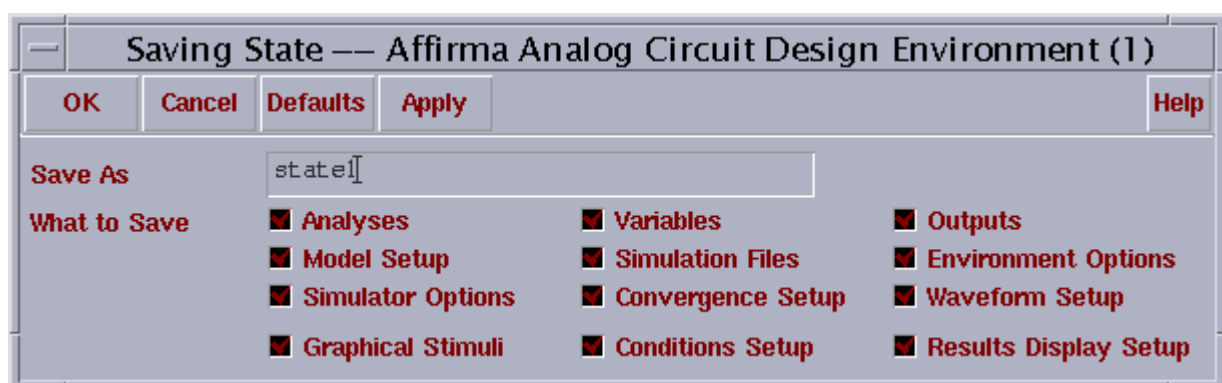 Saving State –– Affirma Analog Circuit Design Environment (1)
OK Cancel Defaults Apply Help
Save As state1
What to Save Analyses Variables Outputs
Model Setup Simulation Files Environment Options
Simulator Options Convergence Setup Waveform Setup
Graphical Stimuli Conditions Setup Results Display Setup